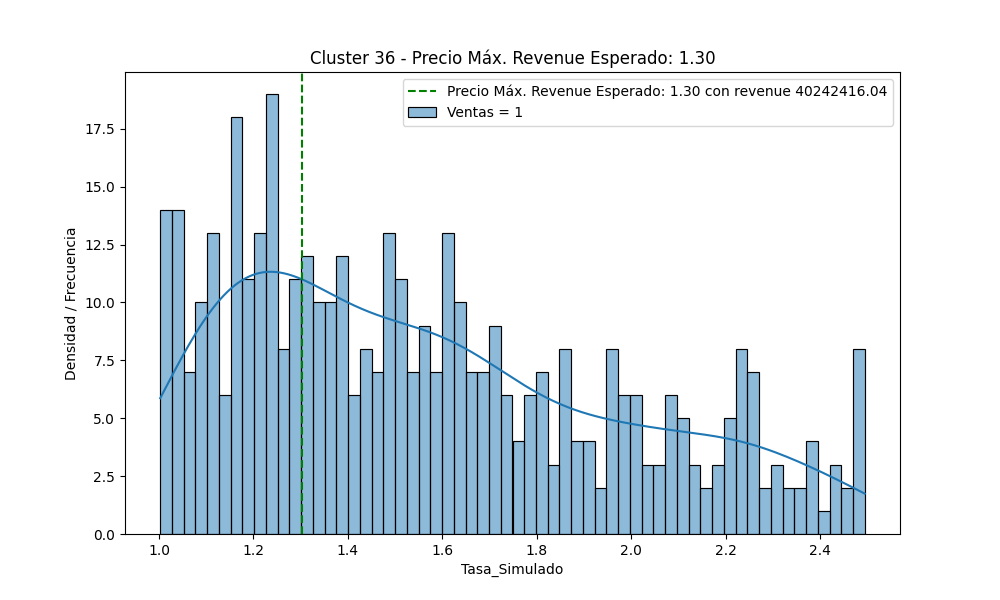 Cluster 36 - Precio Máx. Revenue Esperado: 1.30
Precio Máx. Revenue Esperado: 1.30 con revenue 40242416.04
Ventas = 1
Densidad / Frecuencia
17.5
15.0
12.5
10.0
7.5
5.0
2.5
0.0
1.0 1.2 1.4 1.6 1.8 2.0 2.2 2.4
Tasa_Simulado